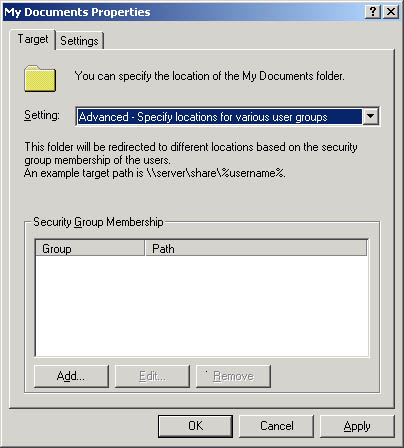 My Documents Properties
Target
Settings
You can specify the location of the My Documents folder.
Setting:
Advanced - Specify locations for various user groups
This folder will be redirected to different locations based on the security
group membership of the users.
An example target path is \\server\share\%username%.
Security Group Membership
Group
Path
Add...
Edit...
Remove
OK
Cancel
Apply